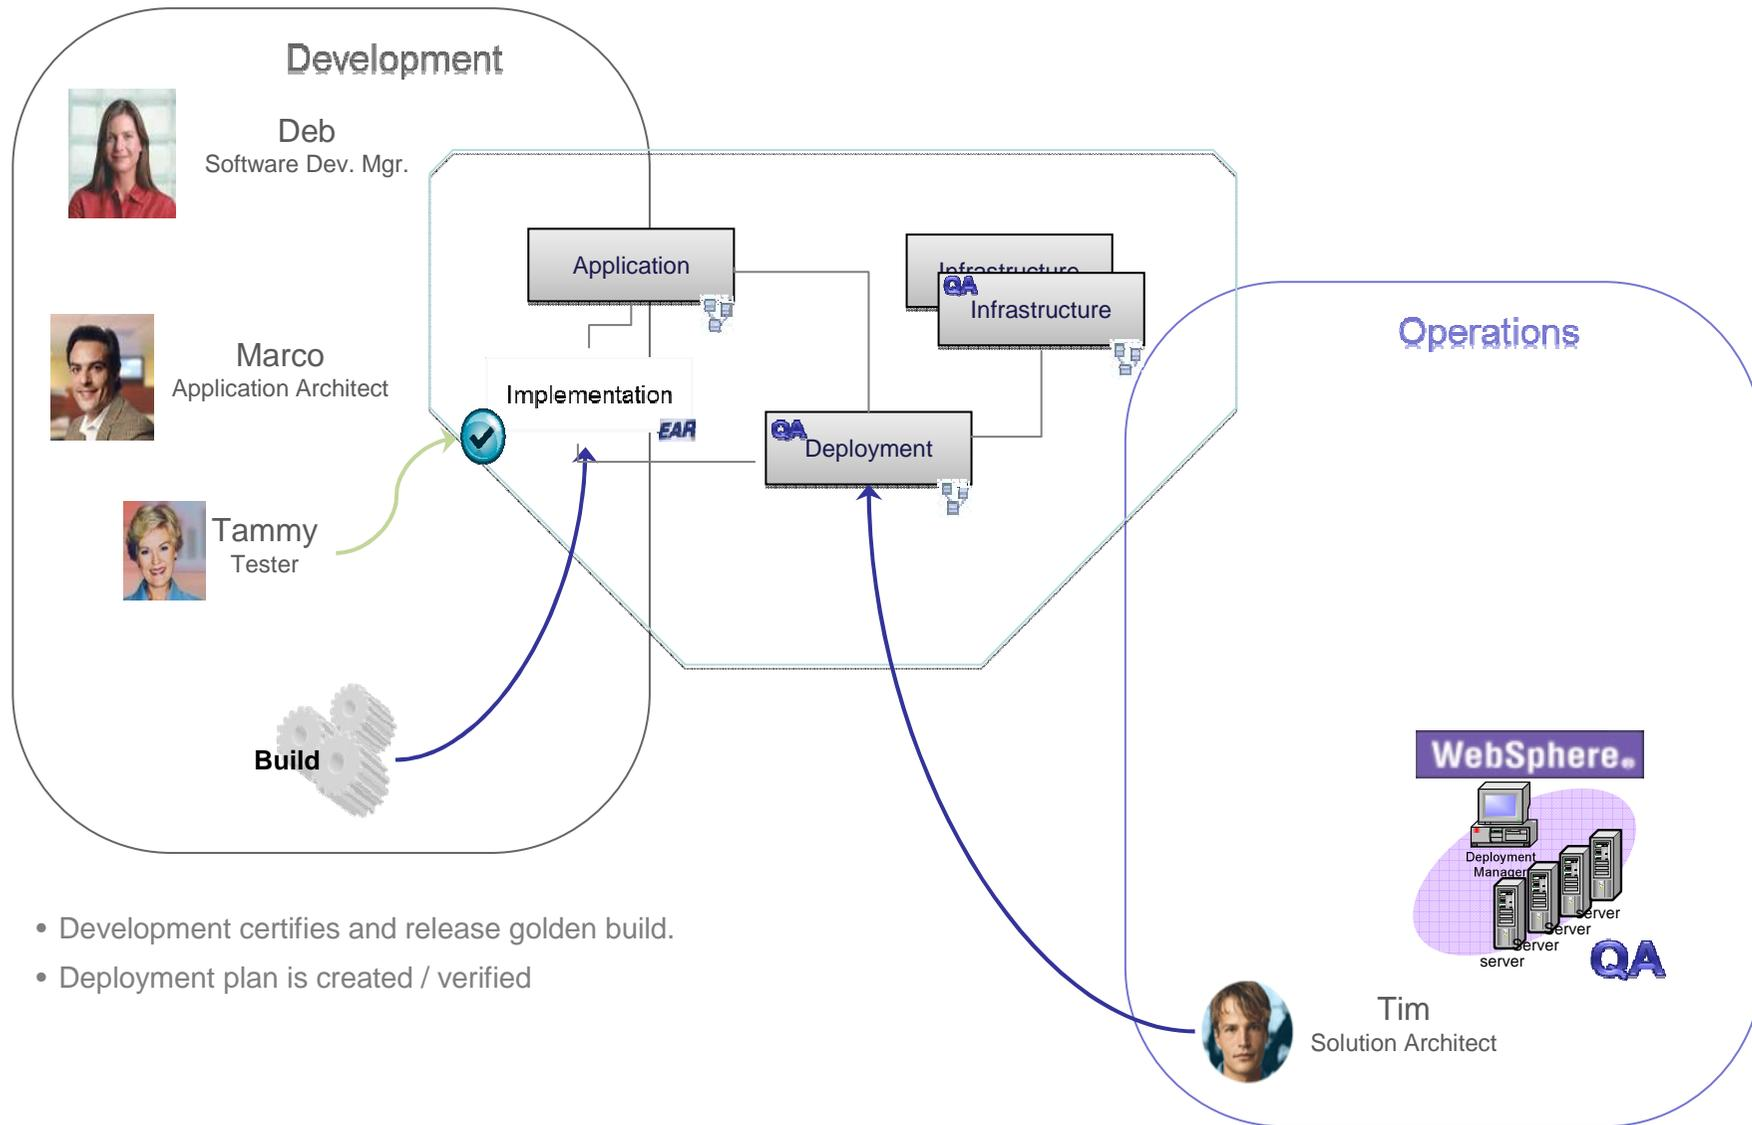 Development
Deb
Software Dev. Mgr.
Application
Infrastructure
QA
Infrastructure
Operations
Marco
Application Architect
Implementation
EAR
QA
Deployment
Tammy
Tester
Build
WebSphere®
Deployment
Manager
server
Server
Server
server
QA
• Development certifies and release golden build.
• Deployment plan is created / verified
Tim
Solution Architect